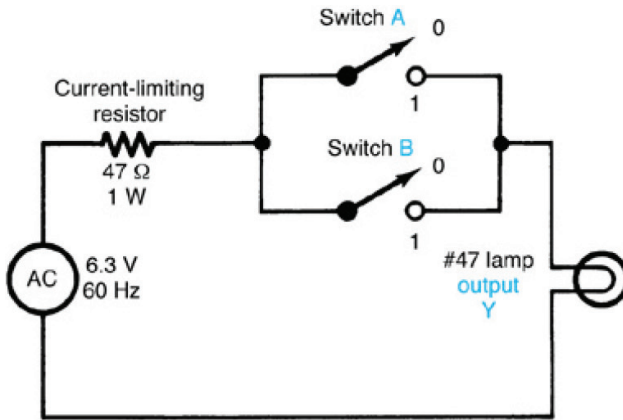 Switch A
0
1
Current-limiting
resistor
47 Ω
1 W
Switch B
0
1
AC
6.3 V
60 Hz
#47 lamp
output
Y